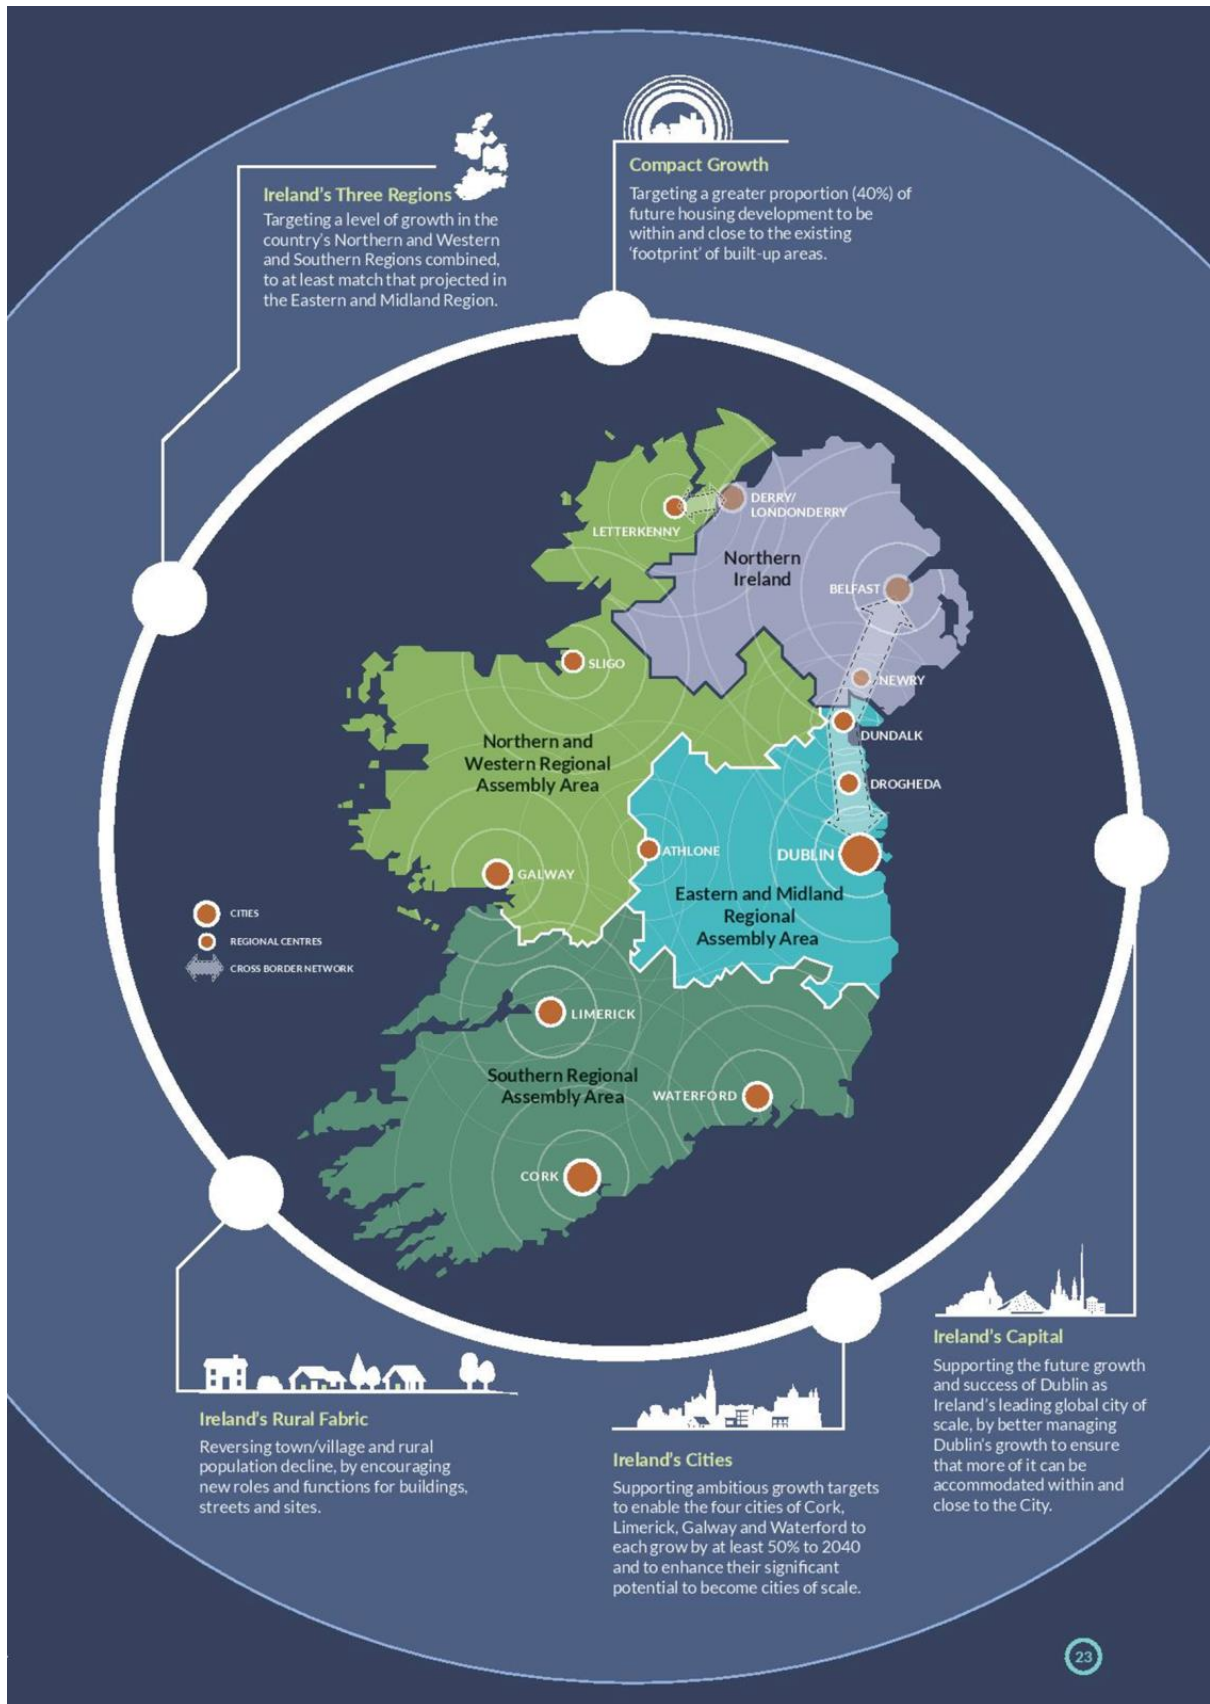 Ireland's Three Regions
Targeting a level of growth in the
country's Northern and Western
and Southern Regions combined,
to at least match that projected in
the Eastern and Midland Region.
Compact Growth
Targeting a greater proportion (40%) of
future housing development to be
within and close to the existing
'footprint' of built-up areas.
LETTERKENNY
DERRY/
LONDONDERRY
Northern
Ireland
BELFAST
SLIGO
NEWRY
DUNDALK
Northern and
Western Regional
Assembly Area
DROGHEDA
ATHLONE
DUBLIN
GALWAY
Eastern and Midland
Regional
Assembly Area
CITIES
REGIONAL CENTRES
CROSS BORDER NETWORK
LIMERICK
Southern Regional
Assembly Area
WATERFORD
CORK
Ireland's Rural Fabric
Reversing town/village and rural
population decline, by encouraging
new roles and functions for buildings,
streets and sites.
Ireland's Cities
Supporting ambitious growth targets
to enable the four cities of Cork,
Limerick, Galway and Waterford to
each grow by at least 50% to 2040
and to enhance their significant
potential to become cities of scale.
Ireland's Capital
Supporting the future growth
and success of Dublin as
Ireland's leading global city of
scale, by better managing
Dublin's growth to ensure
that more of it can be
accommodated within and
close to the City.
23